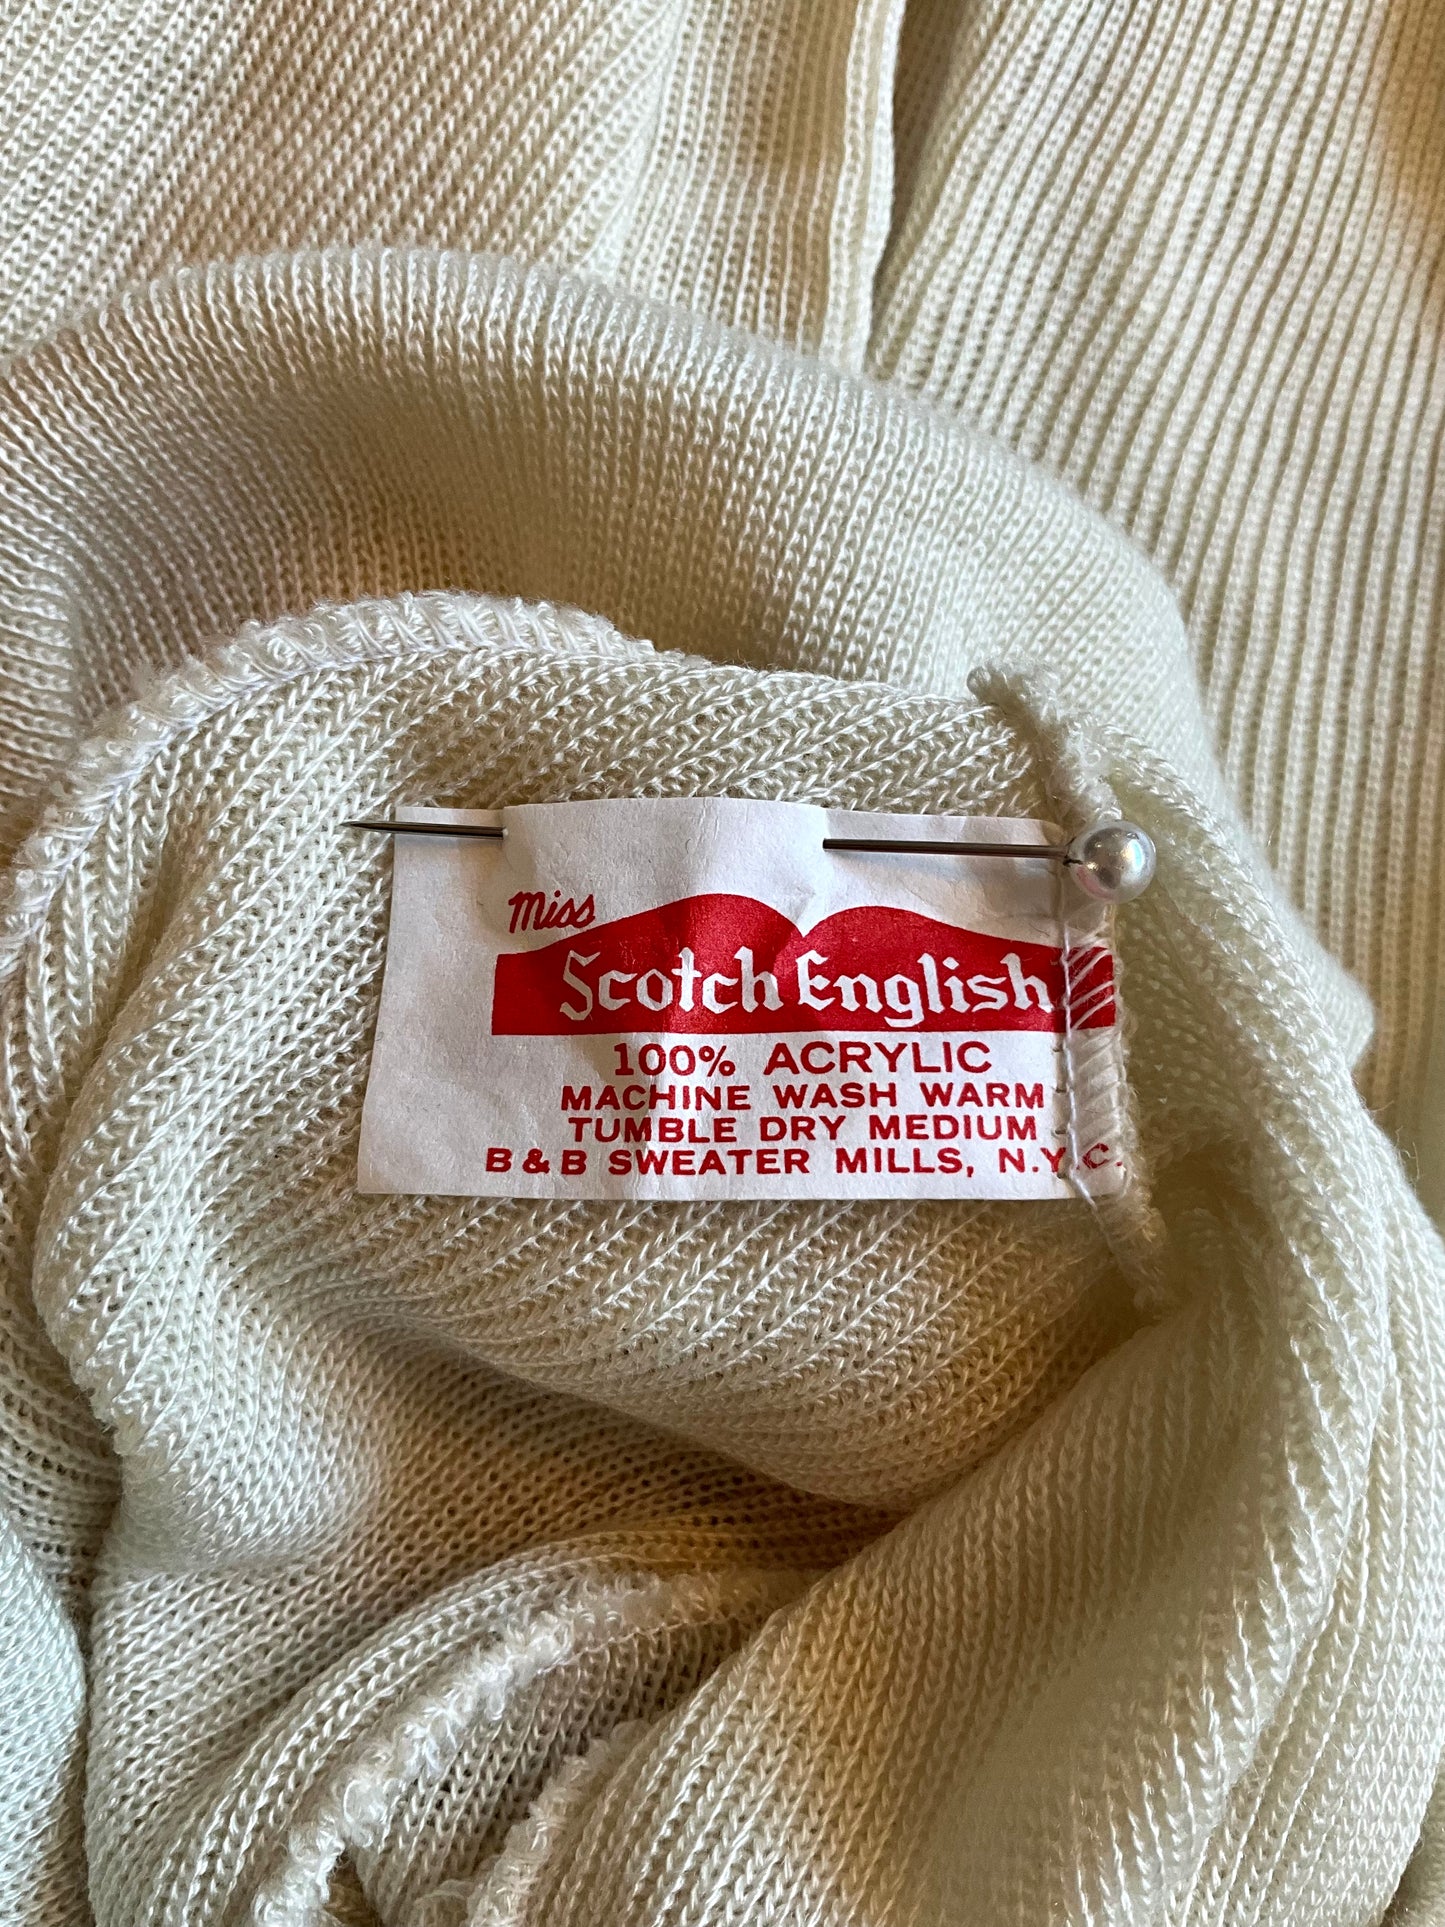 Miss
Scotch English
100% ACRYLIC
MACHINE WASH WARM
TUMBLE DRY MEDIUM
B & B SWEATER MILLS, N.Y.C.